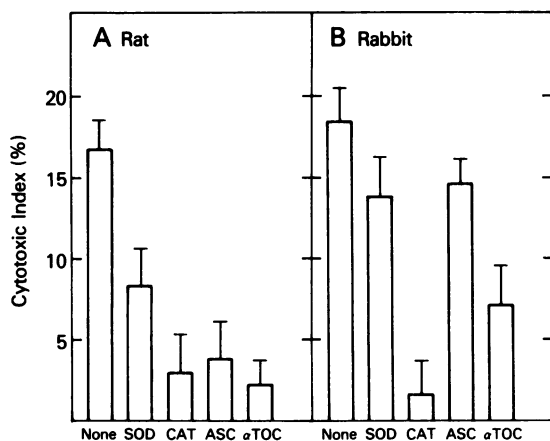 A Rat
B Rabbit
Cytotoxic Index (%)
20
15
10
5
None SOD CAT ASC αTOC
None SOD CAT ASC αTOC